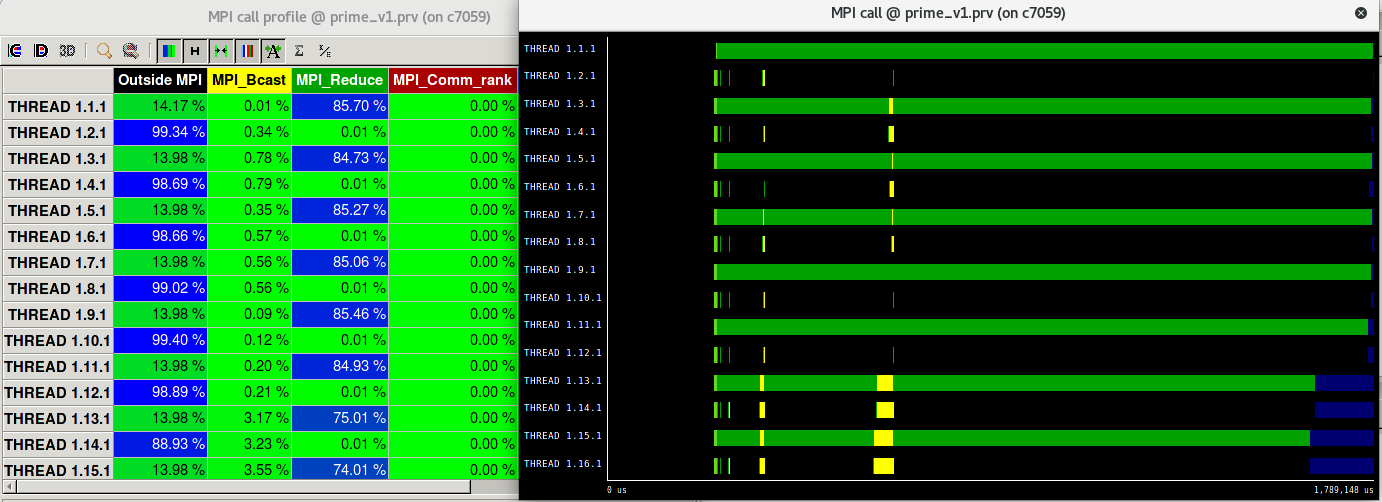 MPI call profile @ prime_v1.prv (on c7059)
3D
H
A
Σ
Outside MPI MPI_Bcast MPI_Reduce MPI_Comm_rank
THREAD 1.1.1 14.17 % 0.01 % 85.70 % 0.00 %
THREAD 1.2.1 99.34 % 0.34 % 0.01 % 0.00 %
THREAD 1.3.1 13.98 % 0.78 % 84.73 % 0.00 %
THREAD 1.4.1 98.69 % 0.79 % 0.01 % 0.00 %
THREAD 1.5.1 13.98 % 0.35 % 85.27 % 0.00 %
THREAD 1.6.1 98.66 % 0.57 % 0.01 % 0.00 %
THREAD 1.7.1 13.98 % 0.56 % 85.06 % 0.00 %
THREAD 1.8.1 99.02 % 0.56 % 0.01 % 0.00 %
THREAD 1.9.1 13.98 % 0.09 % 85.46 % 0.00 %
THREAD 1.10.1 99.40 % 0.12 % 0.01 % 0.00 %
THREAD 1.11.1 13.98 % 0.20 % 84.93 % 0.00 %
THREAD 1.12.1 98.89 % 0.21 % 0.01 % 0.00 %
THREAD 1.13.1 13.98 % 3.17 % 75.01 % 0.00 %
THREAD 1.14.1 88.93 % 3.23 % 0.01 % 0.00 %
THREAD 1.15.1 13.98 % 3.55 % 74.01 % 0.00 %
MPI call @ prime_v1.prv (on c7059)
THREAD 1.1.1
THREAD 1.2.1
THREAD 1.3.1
THREAD 1.4.1
THREAD 1.5.1
THREAD 1.6.1
THREAD 1.7.1
THREAD 1.8.1
THREAD 1.9.1
THREAD 1.10.1
THREAD 1.11.1
THREAD 1.12.1
THREAD 1.13.1
THREAD 1.14.1
THREAD 1.15.1
THREAD 1.16.1
0 us 1,789,148 us